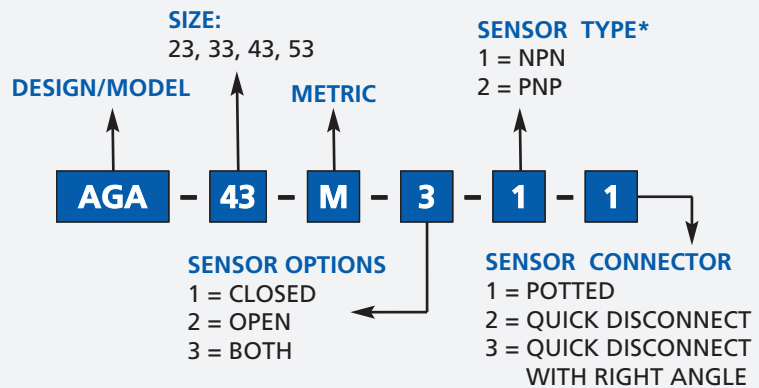 SIZE:
23, 33, 43, 53
SENSOR TYPE*
1 = NPN
2 = PNP
DESIGN/MODEL
METRIC
AGA - 43 - M - 3 - 1 - 1
SENSOR OPTIONS
1 = CLOSED
2 = OPEN
3 = BOTH
SENSOR CONNECTOR
1 = POTTED
2 = QUICK DISCONNECT
3 = QUICK DISCONNECT
WITH RIGHT ANGLE